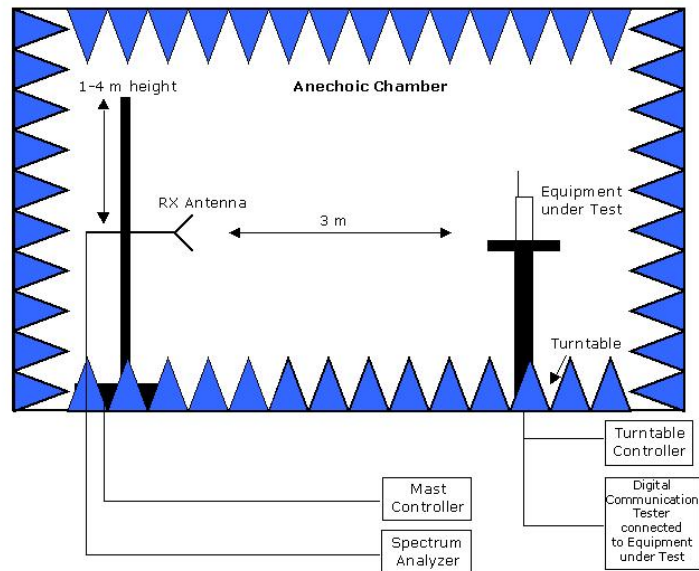 Anechoic Chamber
1-4 m height
RX Antenna
3 m
Equipment
under Test
Turntable
Turntable
Controller
Mast
Controller
Digital
Communication
Tester
connected
to Equipment
under Test
Spectrum
Analyzer